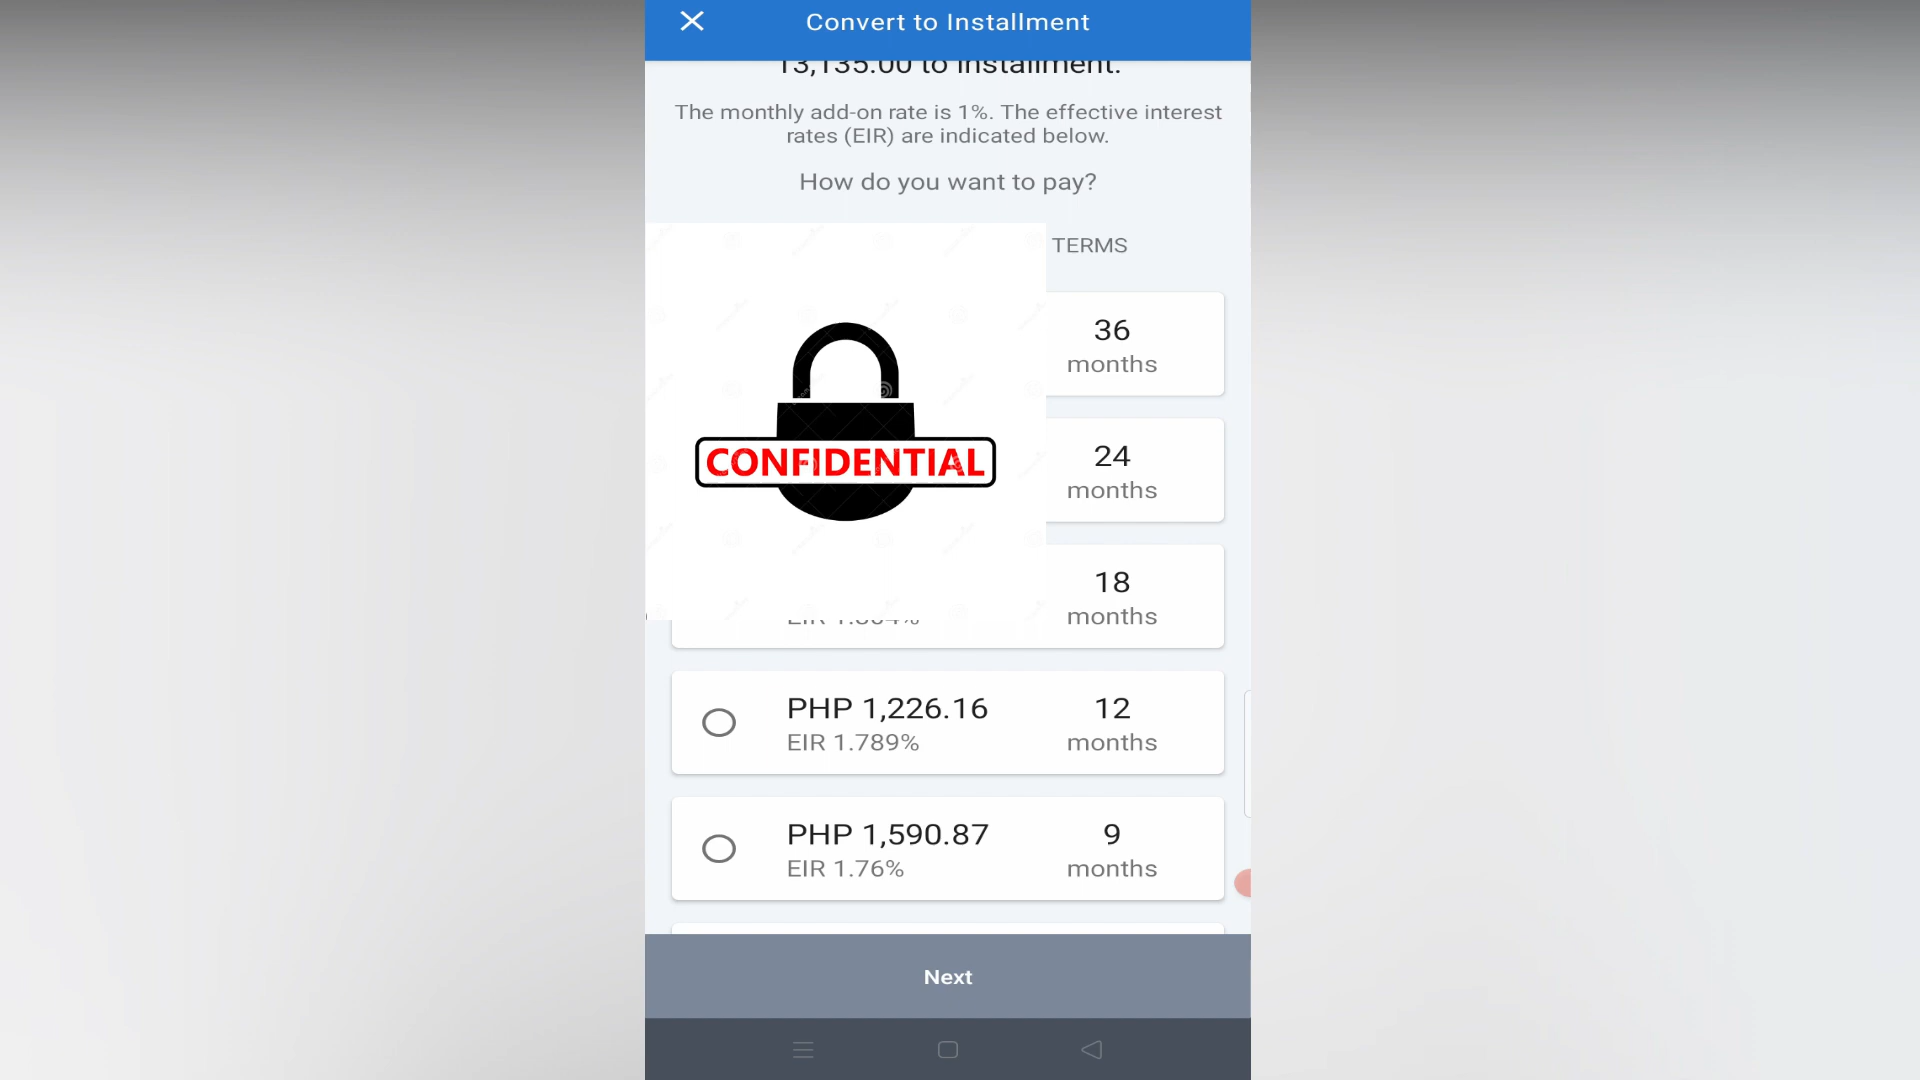 Convert to Installment
13,135.00 to installment.
The monthly add-on rate is 1%. The effective interest
rates (EIR) are indicated below.
How do you want to pay?
TERMS
36
months
24
months
CONFIDENTIAL
18
months
PHP 1,226.16
EIR 1.789%
12
months
PHP 1,590.87
EIR 1.76%
9
months
Next